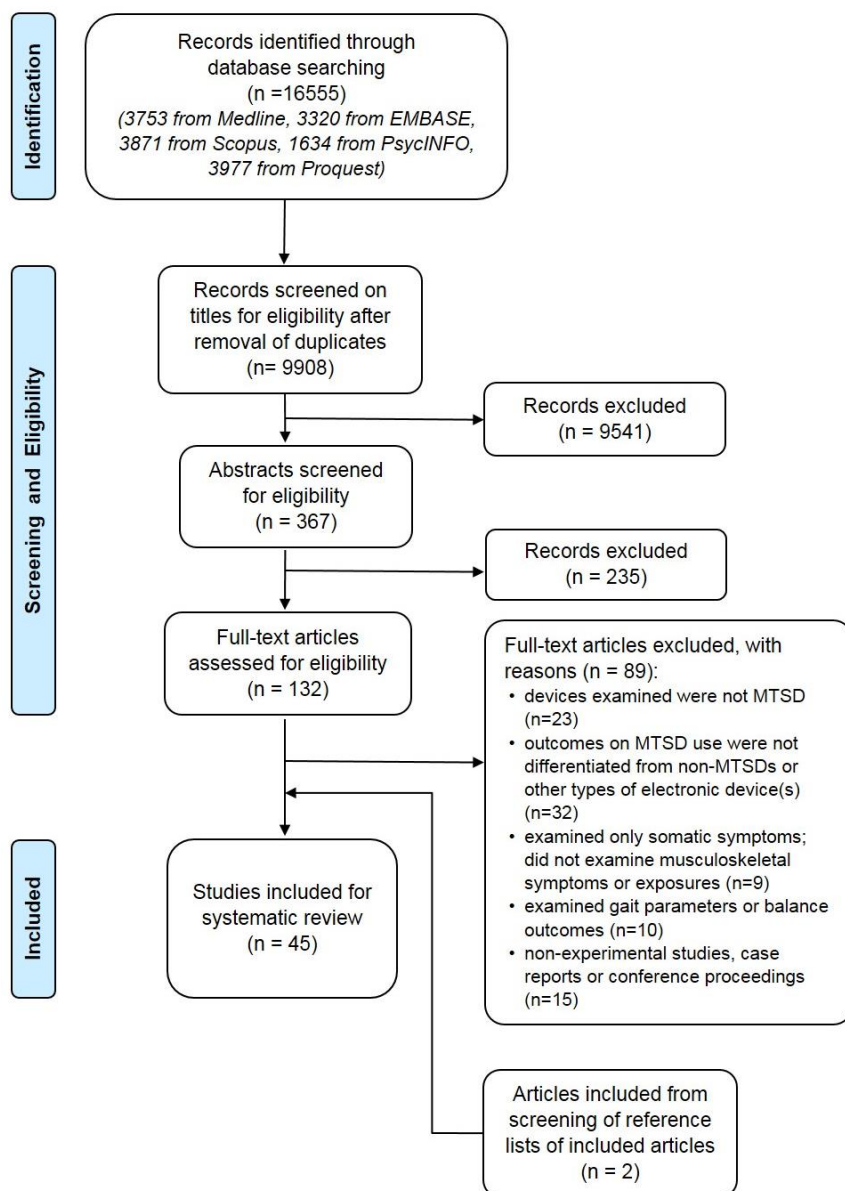 Identification
Records identified through
database searching
(n =16555)
(3753 from Medline, 3320 from EMBASE,
3871 from Scopus, 1634 from PsycINFO,
3977 from Proquest)
Screening and Eligibility
Records screened on
titles for eligibility after
removal of duplicates
(n= 9908)
Records excluded
(n = 9541)
Abstracts screened
for eligibility
(n = 367)
Records excluded
(n = 235)
Full-text articles
assessed for eligibility
(n = 132)
Full-text articles excluded, with
reasons (n = 89):
• devices examined were not MTSD
(n=23)
• outcomes on MTSD use were not
differentiated from non-MTSDs or
other types of electronic device(s)
(n=32)
• examined only somatic symptoms;
did not examine musculoskeletal
symptoms or exposures (n=9)
• examined gait parameters or balance
outcomes (n=10)
• non-experimental studies, case
reports or conference proceedings
(n=15)
Included
Studies included for
systematic review
(n = 45)
Articles included from
screening of reference
lists of included articles
(n = 2)